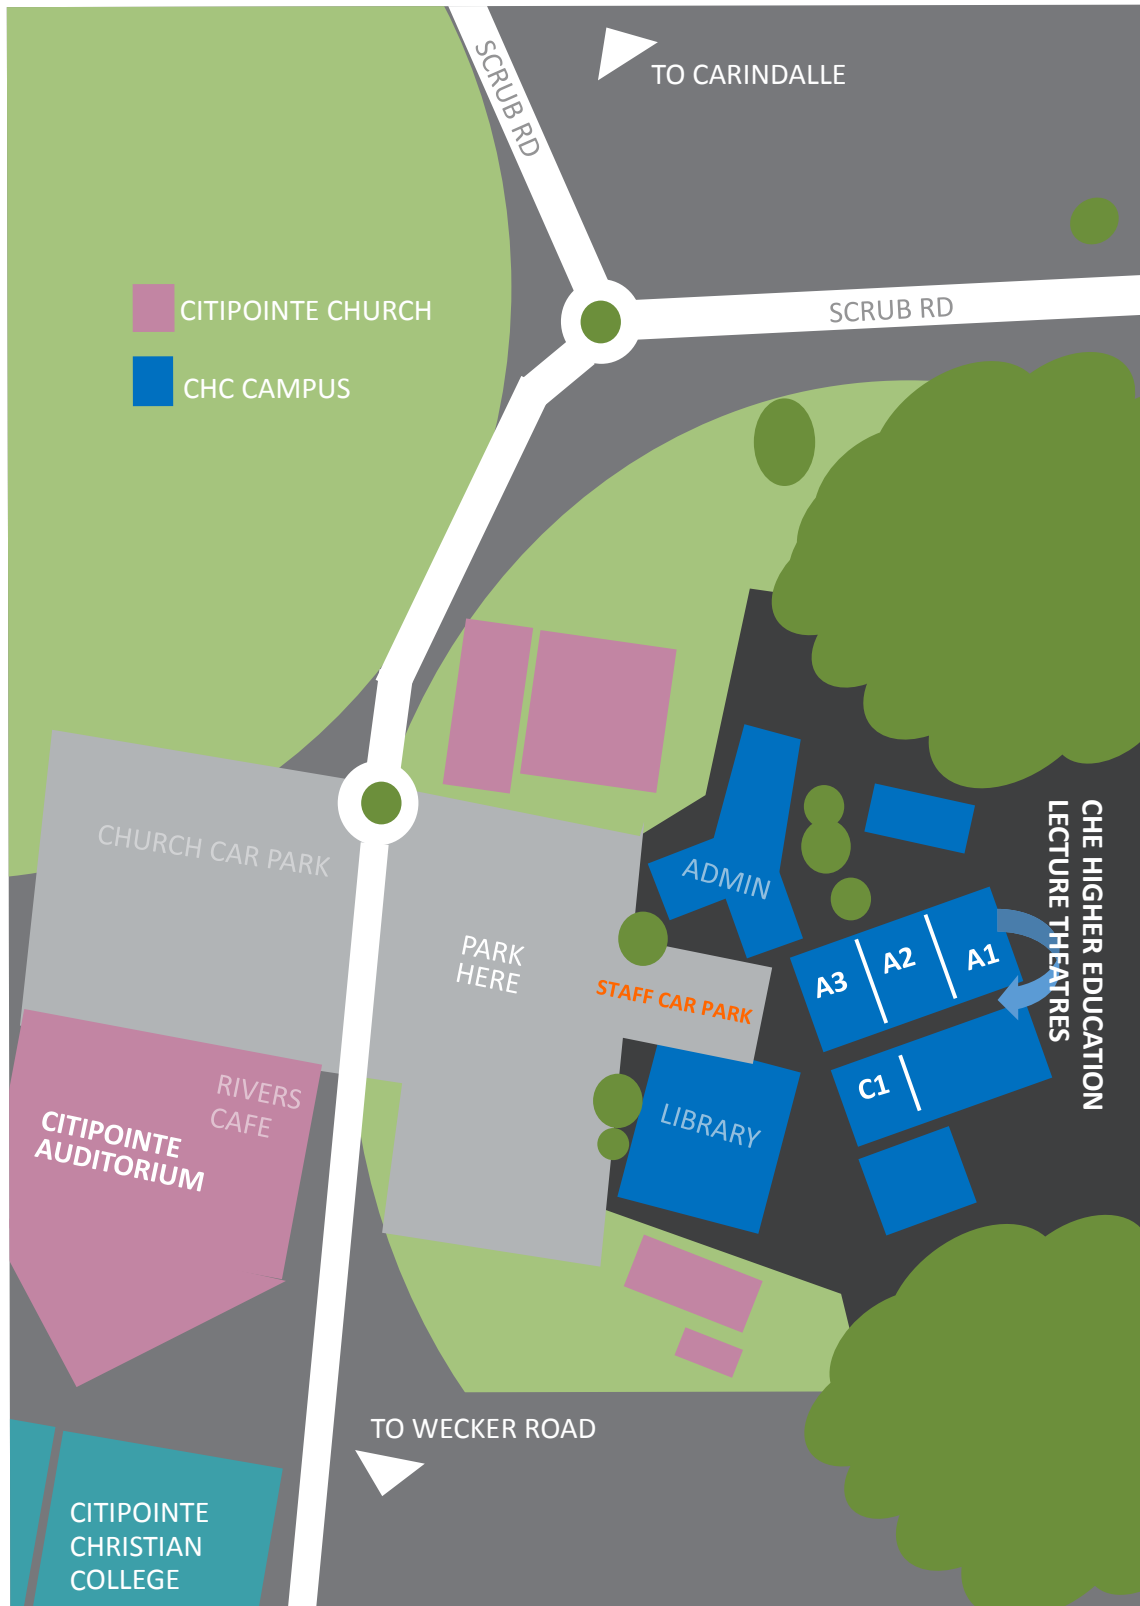 SCRUB RD
TO CARINDALLE
CITIPOINTE CHURCH
SCRUB RD
CHC CAMPUS
CHURCH CAR PARK
ADMIN
PARK
HERE
STAFF CAR PARK
A3
A2
A1
CHE HIGHER EDUCATION
LECTURE THEATRES
C1
RIVERS
CAFE
CITIPOINTE
AUDITORIUM
LIBRARY
TO WECKER ROAD
CITIPOINTE
CHRISTIAN
COLLEGE